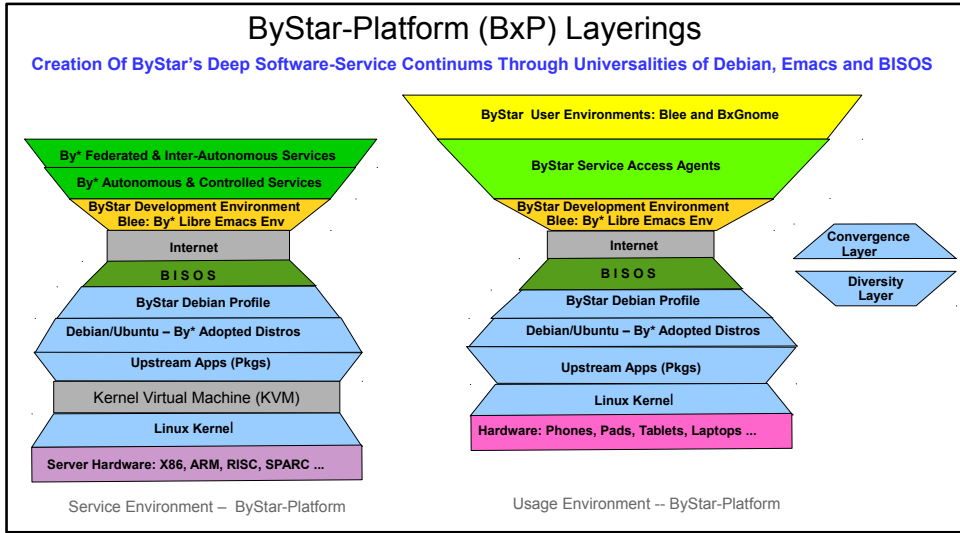 ByStar-Platform (BxP) Layerings
Creation Of ByStar's Deep Software-Service Continums Through Universalities of Debian, Emacs and BISOS
By* Federated & Inter-Autonomous Services
By* Autonomous & Controlled Services
ByStar Development Environment
Blee: By* Libre Emacs Env
Internet
B I S O S
ByStar Debian Profile
Debian/Ubuntu – By* Adopted Distros
Upstream Apps (Pkgs)
Kernel Virtual Machine (KVM)
Linux Kernel
Server Hardware: X86, ARM, RISC, SPARC ...
Service Environment – ByStar-Platform
ByStar User Environments: Blee and BxGnome
ByStar Service Access Agents
ByStar Development Environment
Blee: By* Libre Emacs Env
Internet
B I S O S
ByStar Debian Profile
Debian/Ubuntu – By* Adopted Distros
Upstream Apps (Pkgs)
Linux Kernel
Hardware: Phones, Pads, Tablets, Laptops ...
Usage Environment -- ByStar-Platform
Convergence
Layer
Diversity
Layer